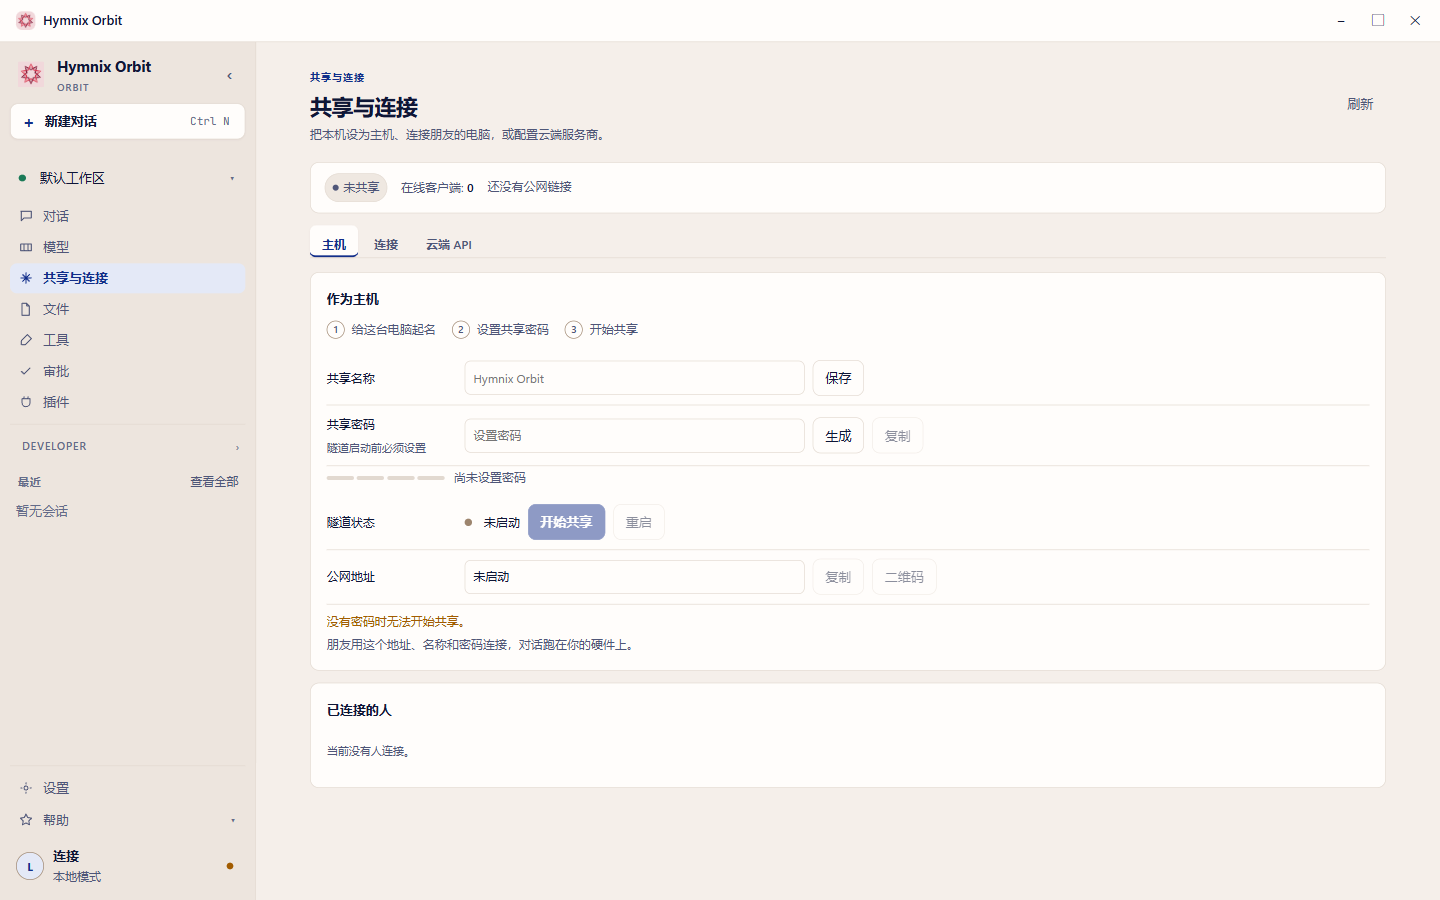 Hymnix Orbit
Hymnix Orbit
ORBIT
+ 新建对话 Ctrl N
默认工作区
对话
模型
共享与连接
文件
工具
审批
插件
DEVELOPER
最近 查看全部
暂无会话
设置
帮助
L 连接
本地模式
共享与连接
共享与连接
刷新
把本机设为主机、连接朋友的电脑，或配置云端服务商。
未共享 在线客户端: 0 还没有公网链接
主机 连接 云端 API
作为主机
1 给这台电脑起名 2 设置共享密码 3 开始共享
共享名称 Hymnix Orbit 保存
共享密码 设置密码 生成 复制
隧道启动前必须设置
尚未设置密码
隧道状态 未启动 开始共享 重启
公网地址 未启动 复制 二维码
没有密码时无法开始共享。
朋友用这个地址、名称和密码连接，对话跑在你的硬件上。
已连接的人
当前没有人连接。